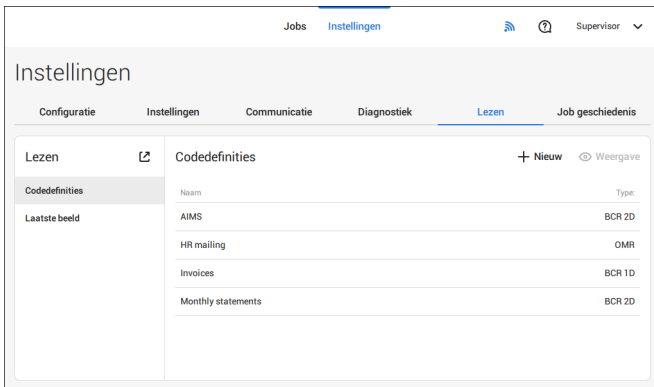 Jobs Instellingen Supervisor
Instellingen
Configuratie Instellingen Communicatie Diagnostiek Lezen Job geschiedenis
Lezen
Codedefinities
Laatste beeld
Codedefinities + Nieuw Weergave
Naam Type:
AIMS BCR 2D
HR mailing OMR
Invoices BCR 1D
Monthly statements BCR 2D